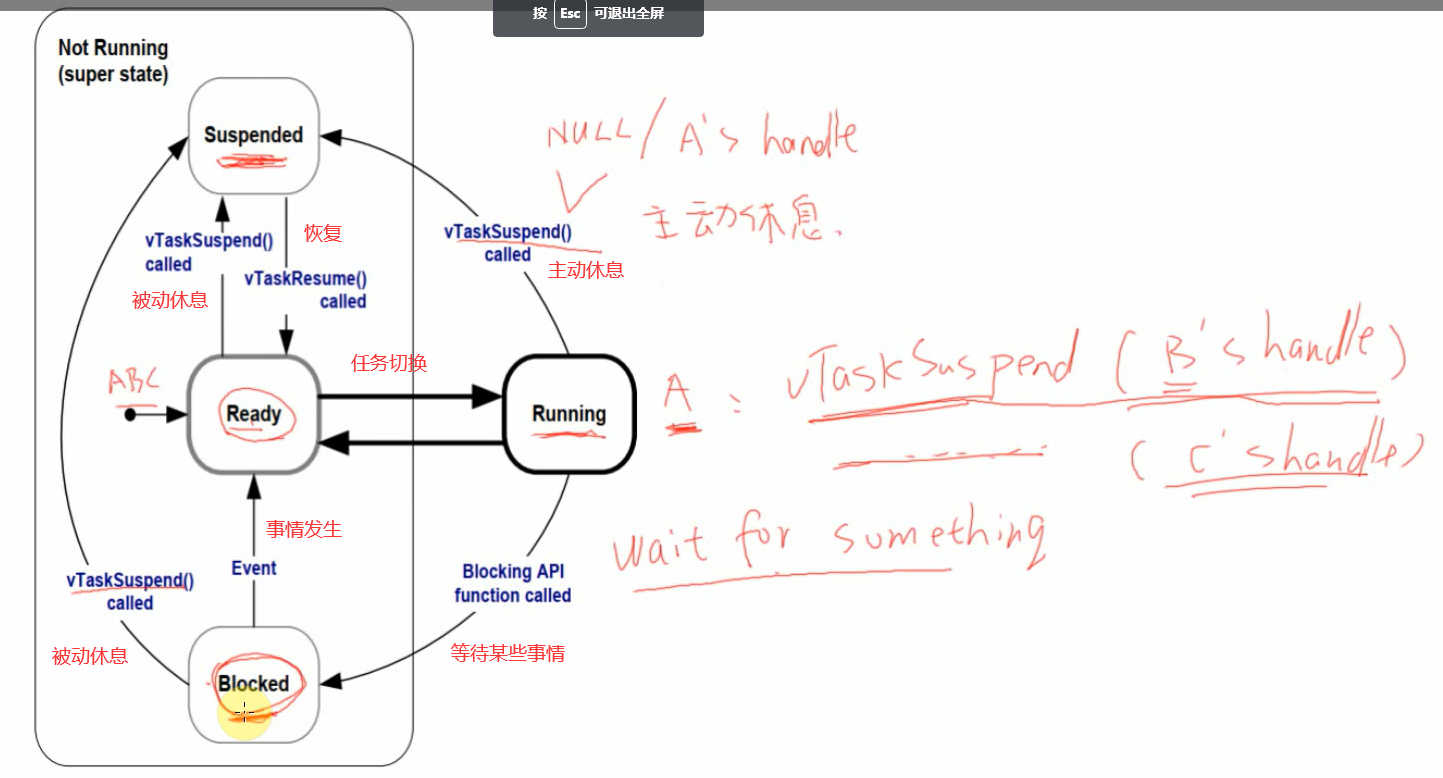 按 Esc 可退出全屏
Not Running
(super state)
Suspended
NULL / A's handle
主动休息.
vTaskSuspend()
called
恢复
vTaskResume()
called
被动休息
vTaskSuspend()
called
主动休息
任务切换
ABC
Ready
Running
A : vTaskSuspend ( B's handle )
( C's handle )
wait for something
事情发生
Event
vTaskSuspend()
called
Blocking API
function called
被动休息
等待某些事情
Blocked